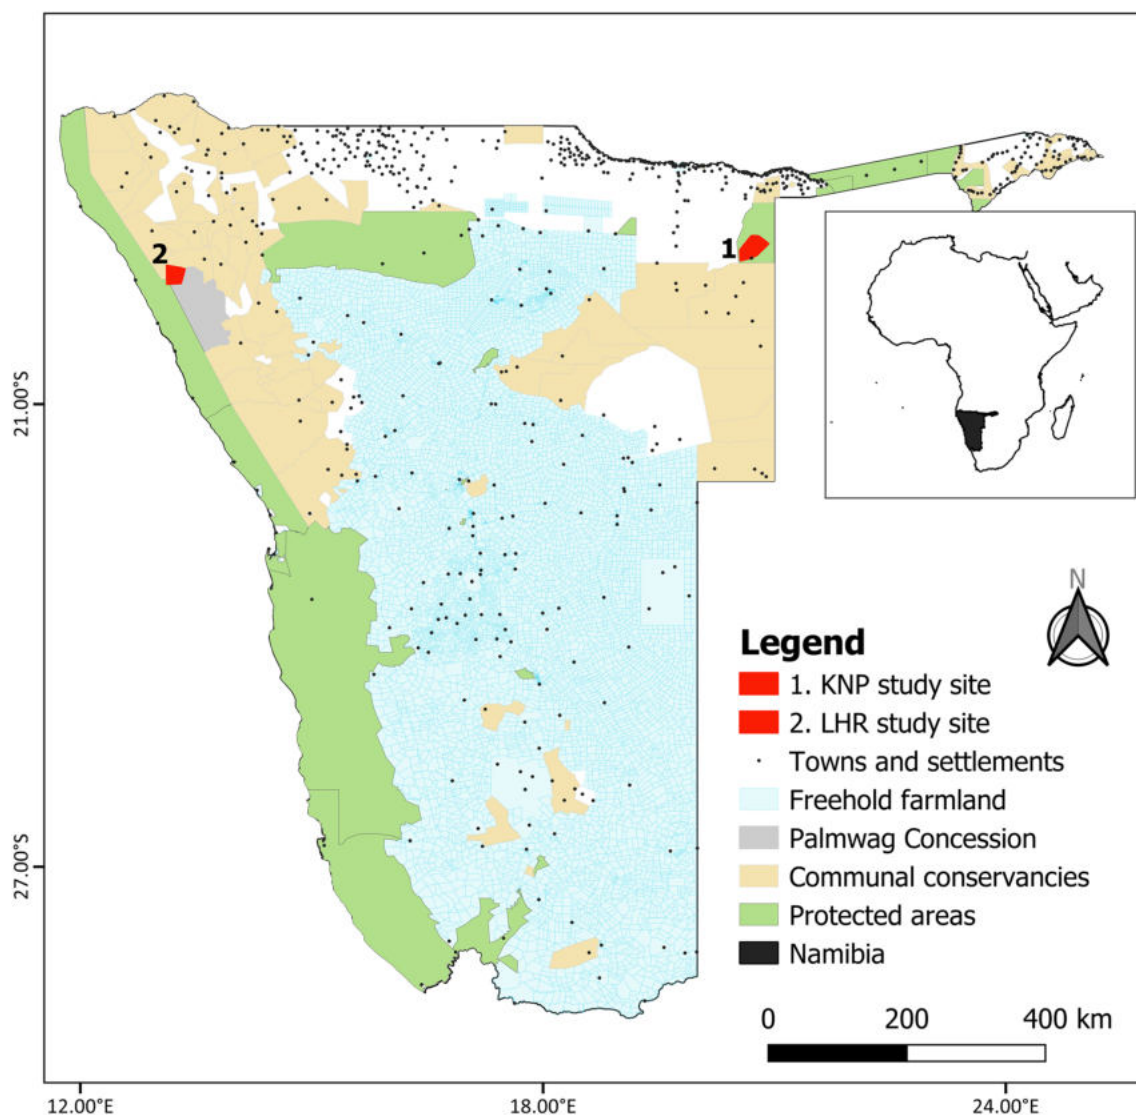 2
1
21.00°S
N
Legend
1. KNP study site
2. LHR study site
Towns and settlements
Freehold farmland
Palmwag Concession
Communal conservancies
Protected areas
Namibia
27.00°S
0 200 400 km
12.00°E 18.00°E 24.00°E